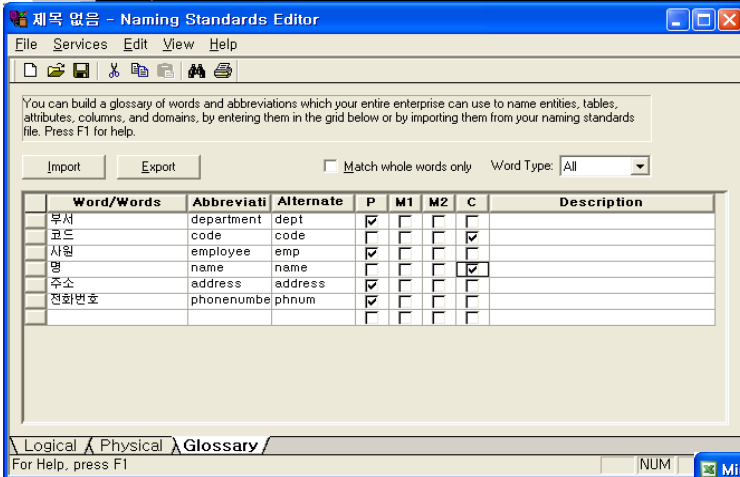 제목 없음 - Naming Standards Editor
File Services Edit View Help
You can build a glossary of words and abbreviations which your entire enterprise can use to name entities, tables,
attributes, columns, and domains, by entering them in the grid below or by importing them from your naming standards
file. Press F1 for help.
Import Export Match whole words only Word Type: All
Word/Words Abbreviati Alternate P M1 M2 C Description
부서 department dept
코드 code code
사원 employee emp
명 name name
주소 address address
전화번호 phonenumbe phnum
Logical Physical Glossary
For Help, press F1 NUM Mi